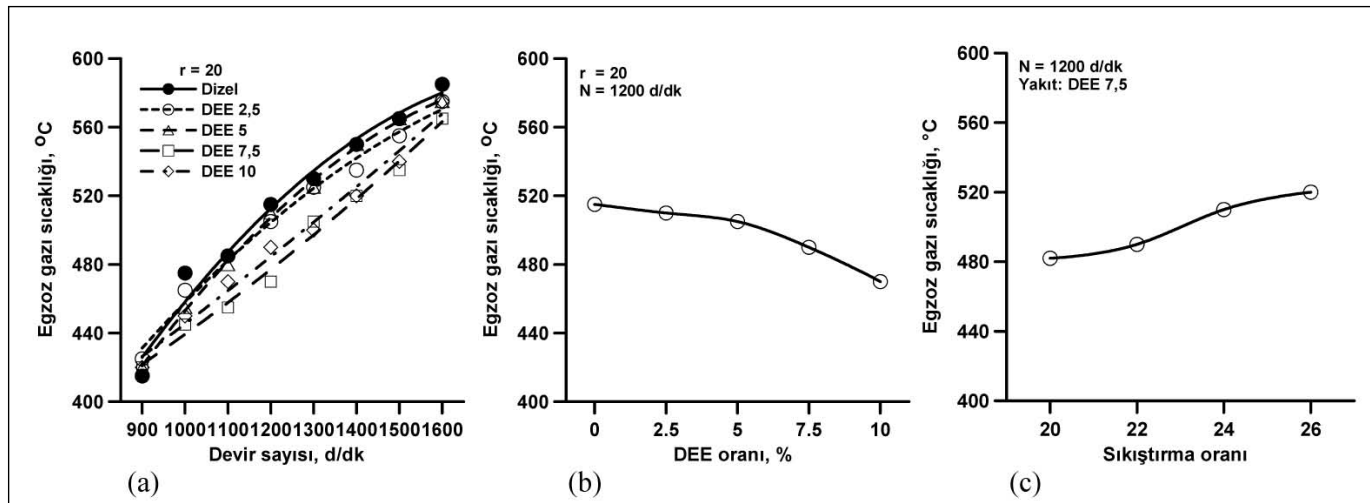 600
560
520
480
440
400
Egzoz gazı sıcaklığı, ºC
r = 20
Dizel
DEE 2,5
DEE 5
DEE 7,5
DEE 10
900 1000 1100 1200 1300 1400 1500 1600
Devir sayısı, d/dk
(a)
600
560
520
480
440
400
Egzoz gazı sıcaklığı, ºC
r = 20
N = 1200 d/dk
0 2.5 5 7.5 10
DEE oranı, %
(b)
600
560
520
480
440
400
Egzoz gazı sıcaklığı, °C
N = 1200 d/dk
Yakıt: DEE 7,5
20 22 24 26
Sıkıştırma oranı
(c)